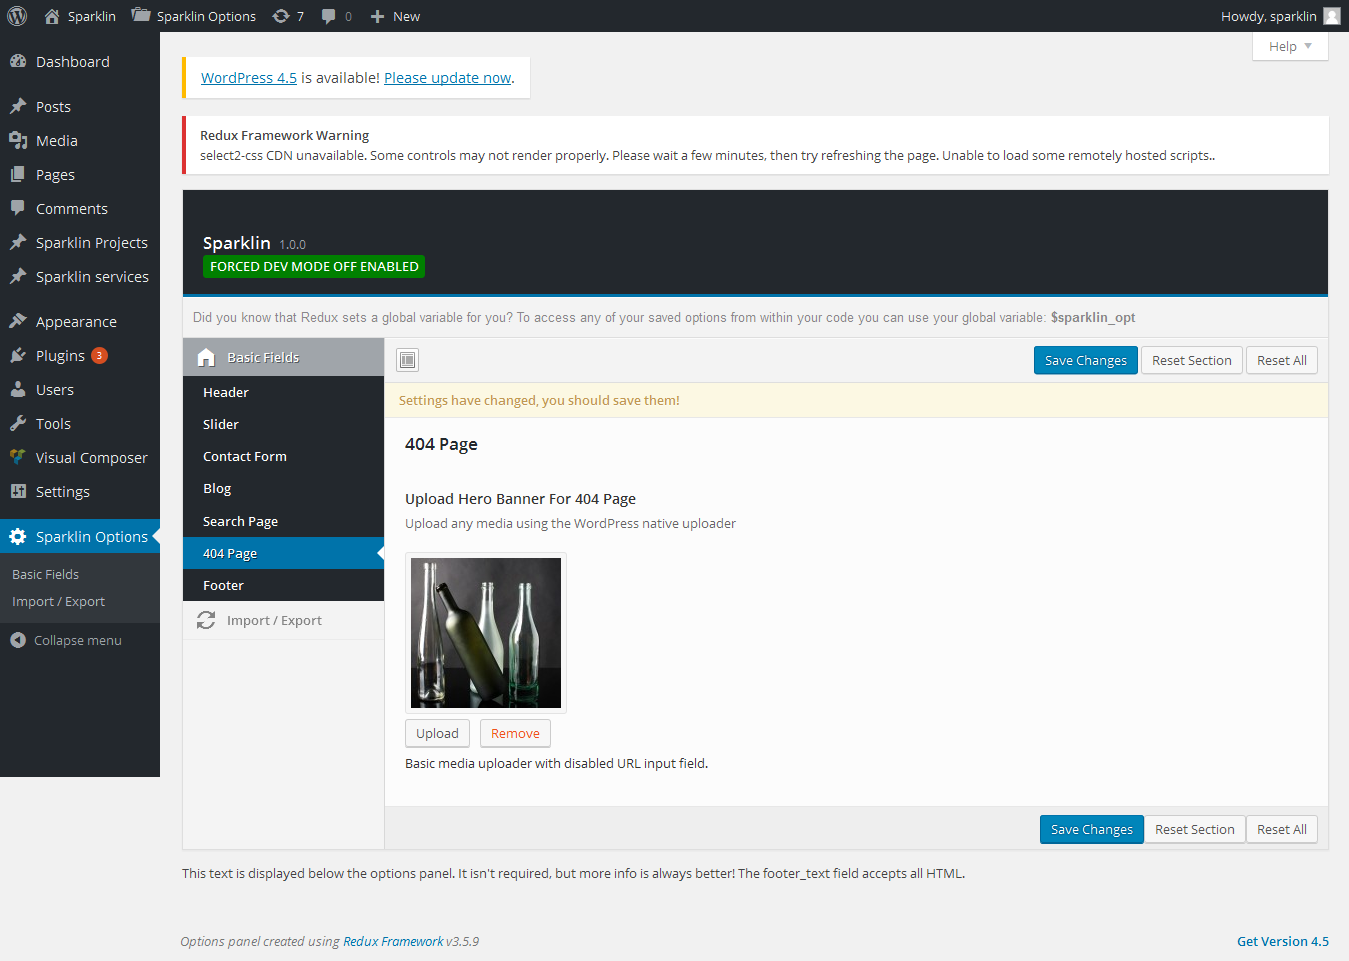 Sparklin
Sparklin Options
7
0
New
Howdy, sparklin
Help
Dashboard
Posts
Media
Pages
Comments
Sparklin Projects
Sparklin services
Appearance
Plugins 3
Users
Tools
Visual Composer
Settings
Sparklin Options
Basic Fields
Import / Export
Collapse menu
WordPress 4.5 is available! Please update now.
Redux Framework Warning
select2-css CDN unavailable. Some controls may not render properly. Please wait a few minutes, then try refreshing the page. Unable to load some remotely hosted scripts..
Sparklin 1.0.0
FORCED DEV MODE OFF ENABLED
Did you know that Redux sets a global variable for you? To access any of your saved options from within your code you can use your global variable: $sparklin_opt
Basic Fields
Header
Slider
Contact Form
Blog
Search Page
404 Page
Footer
Import / Export
Save Changes
Reset Section
Reset All
Settings have changed, you should save them!
404 Page
Upload Hero Banner For 404 Page
Upload any media using the WordPress native uploader
Upload
Remove
Basic media uploader with disabled URL input field.
Save Changes
Reset Section
Reset All
This text is displayed below the options panel. It isn't required, but more info is always better! The footer_text field accepts all HTML.
Options panel created using Redux Framework v3.5.9
Get Version 4.5